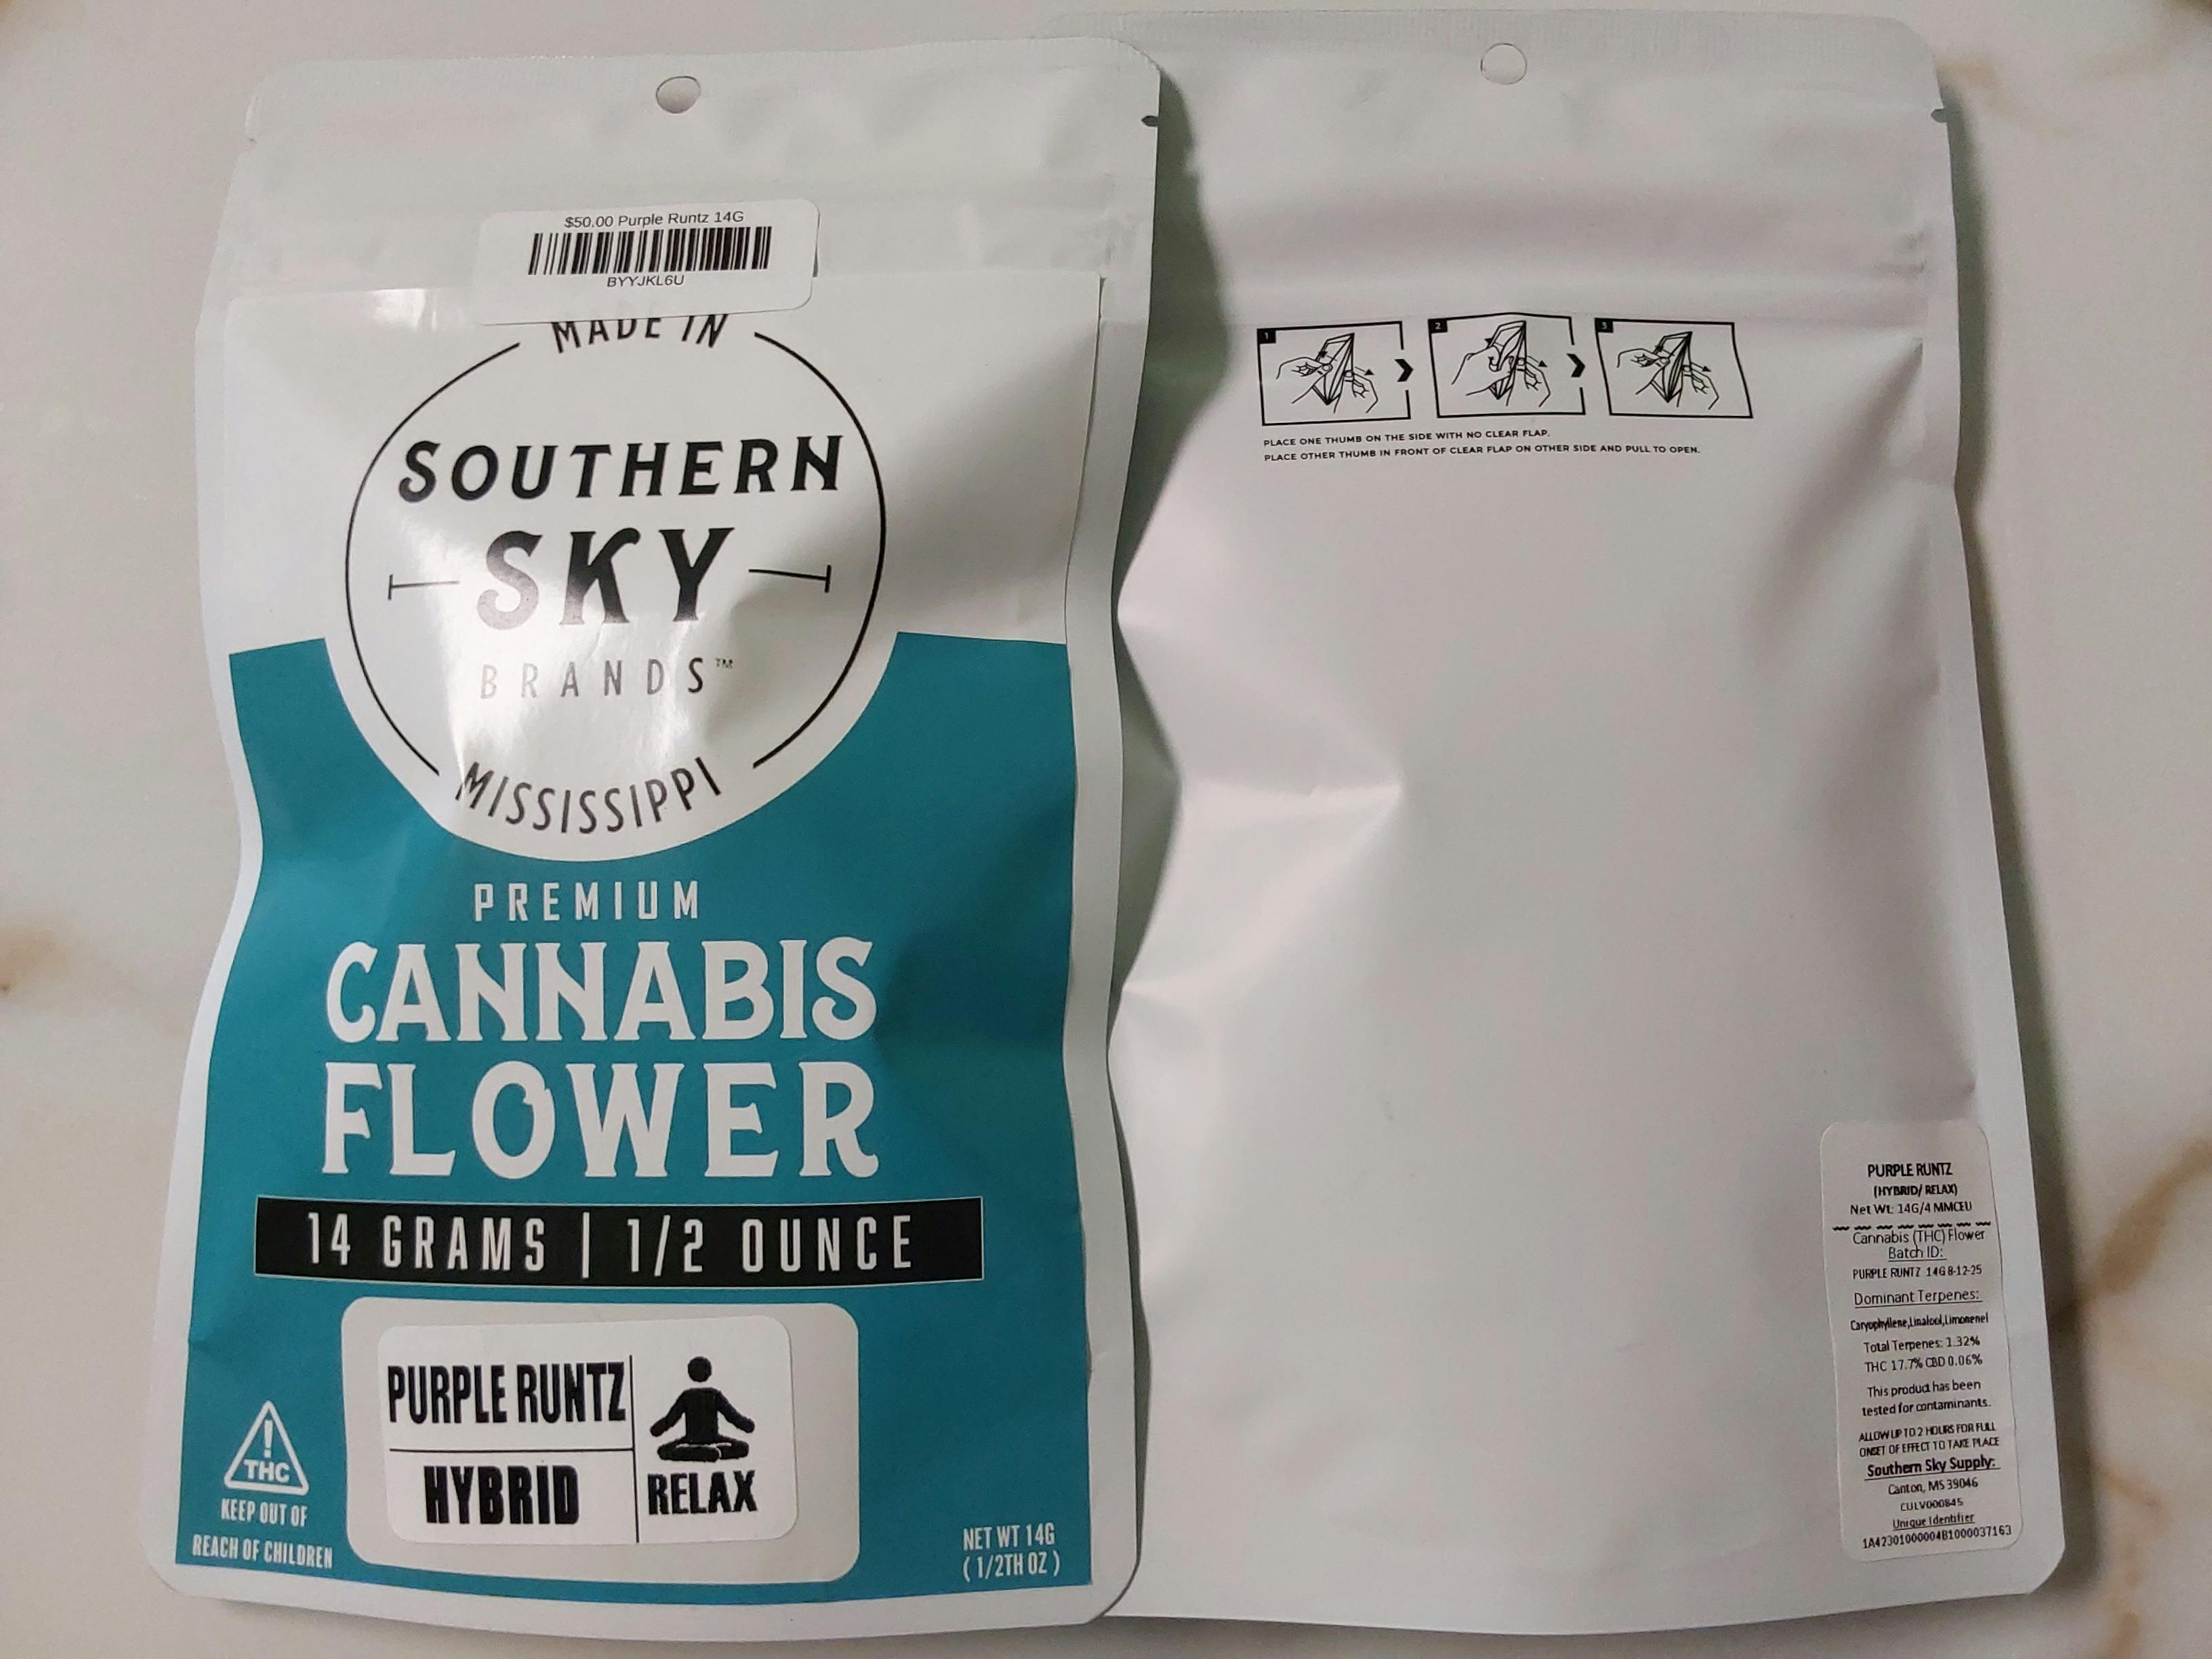 $50.00 Purple Runtz 14G
BYYJKL6U
MADE IN
SOUTHERN
SKY
BRANDS™
MISSISSIPPI
PREMIUM
CANNABIS
FLOWER
14 GRAMS | 1/2 OUNCE
PURPLE RUNTZ
HYBRID
RELAX
!
THC
KEEP OUT OF
REACH OF CHILDREN
NET WT 14G
( 1/2TH OZ )
1
2
3
PLACE ONE THUMB ON THE SIDE WITH NO CLEAR FLAP.
PLACE OTHER THUMB IN FRONT OF CLEAR FLAP ON OTHER SIDE AND PULL TO OPEN.
PURPLE RUNTZ
(HYBRID/ RELAX)
Net Wt: 14G/4 MMCEU
Cannabis (THC) Flower
Batch ID:
PURPLE RUNTZ 14G 8-12-25
Dominant Terpenes:
Caryophyllene,Linalool,Limonenel
Total Terpenes: 1.32%
THC 17.7% CBD 0.06%
This product has been
tested for contaminants.
ALLOW UP TO 2 HOURS FOR FULL
ONSET OF EFFECT TO TAKE PLACE
Southern Sky Supply:
Canton, MS 39046
CULV000845
Unique Identifier
1A42301000004B1000037163